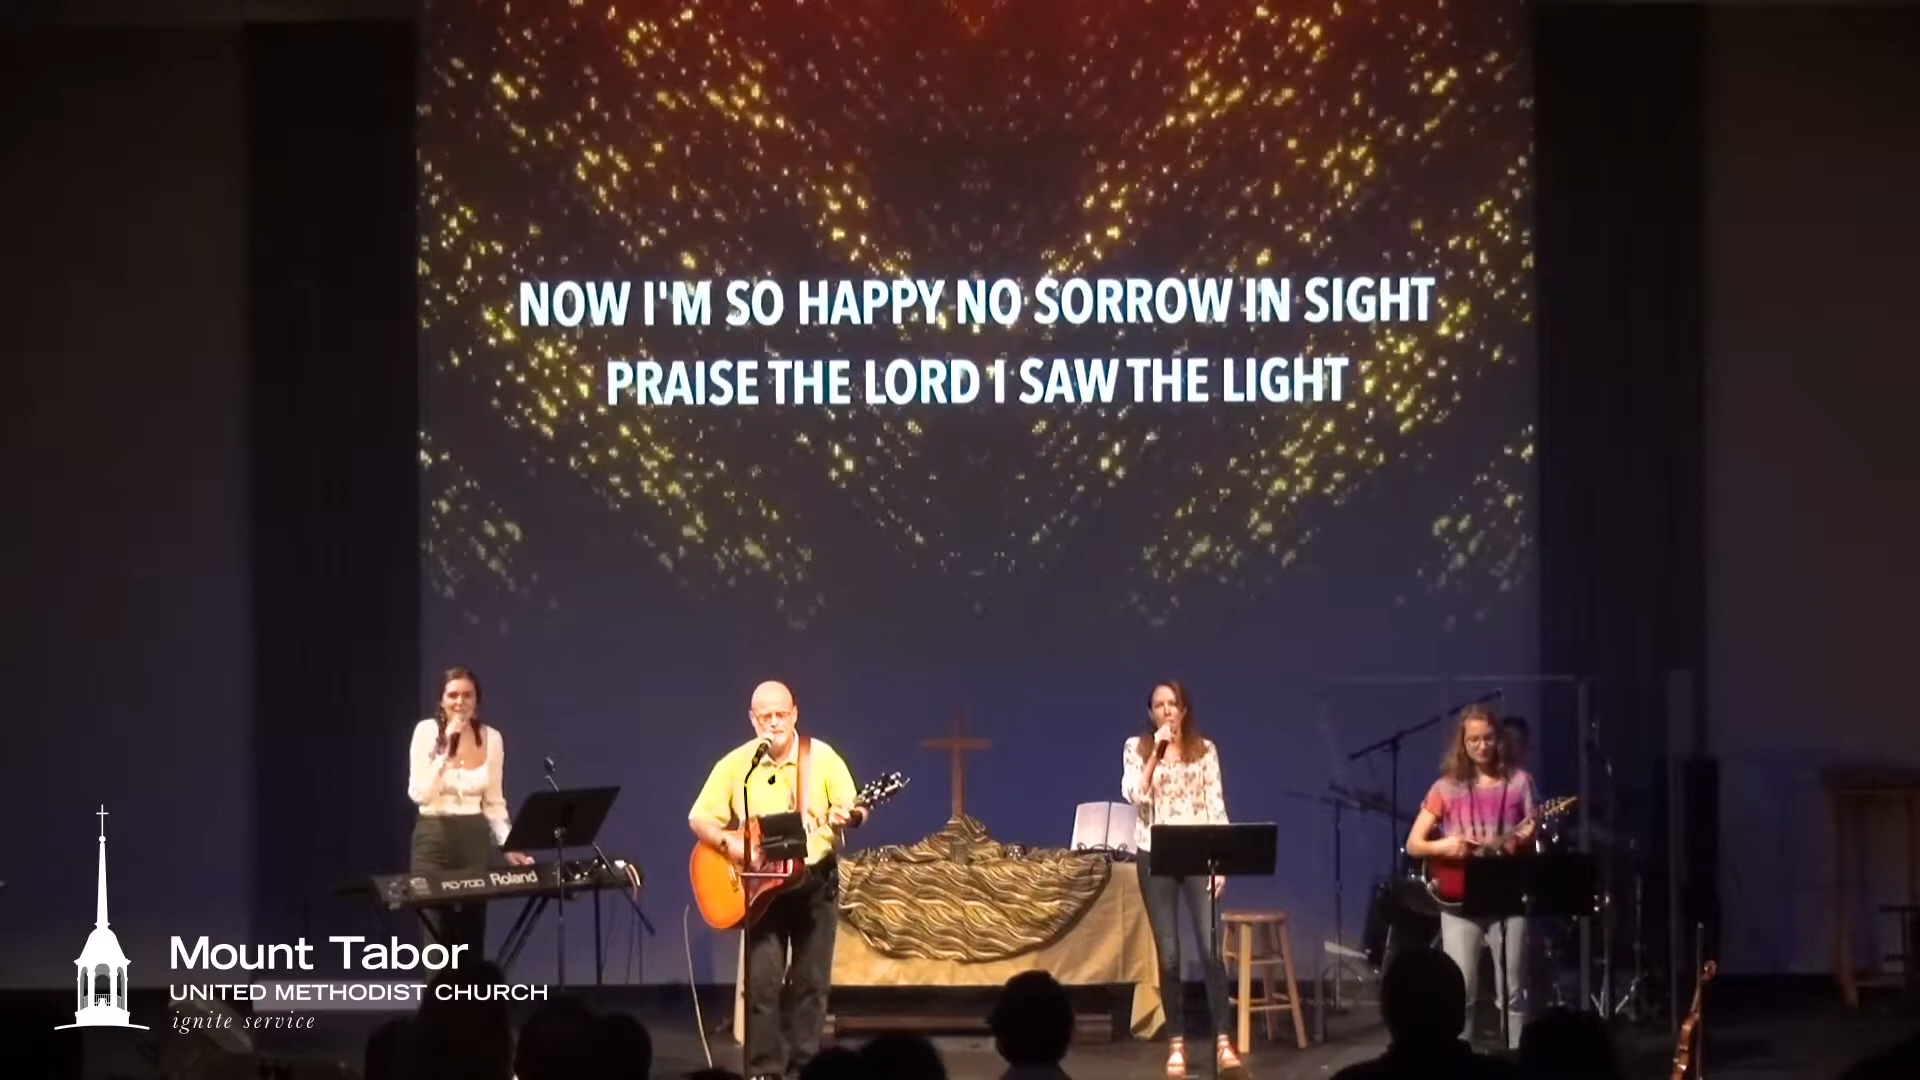 NOW I'M SO HAPPY NO SORROW IN SIGHT
PRAISE THE LORD I SAW THE LIGHT
RD-700 Roland
Mount Tabor
UNITED METHODIST CHURCH
ignite service